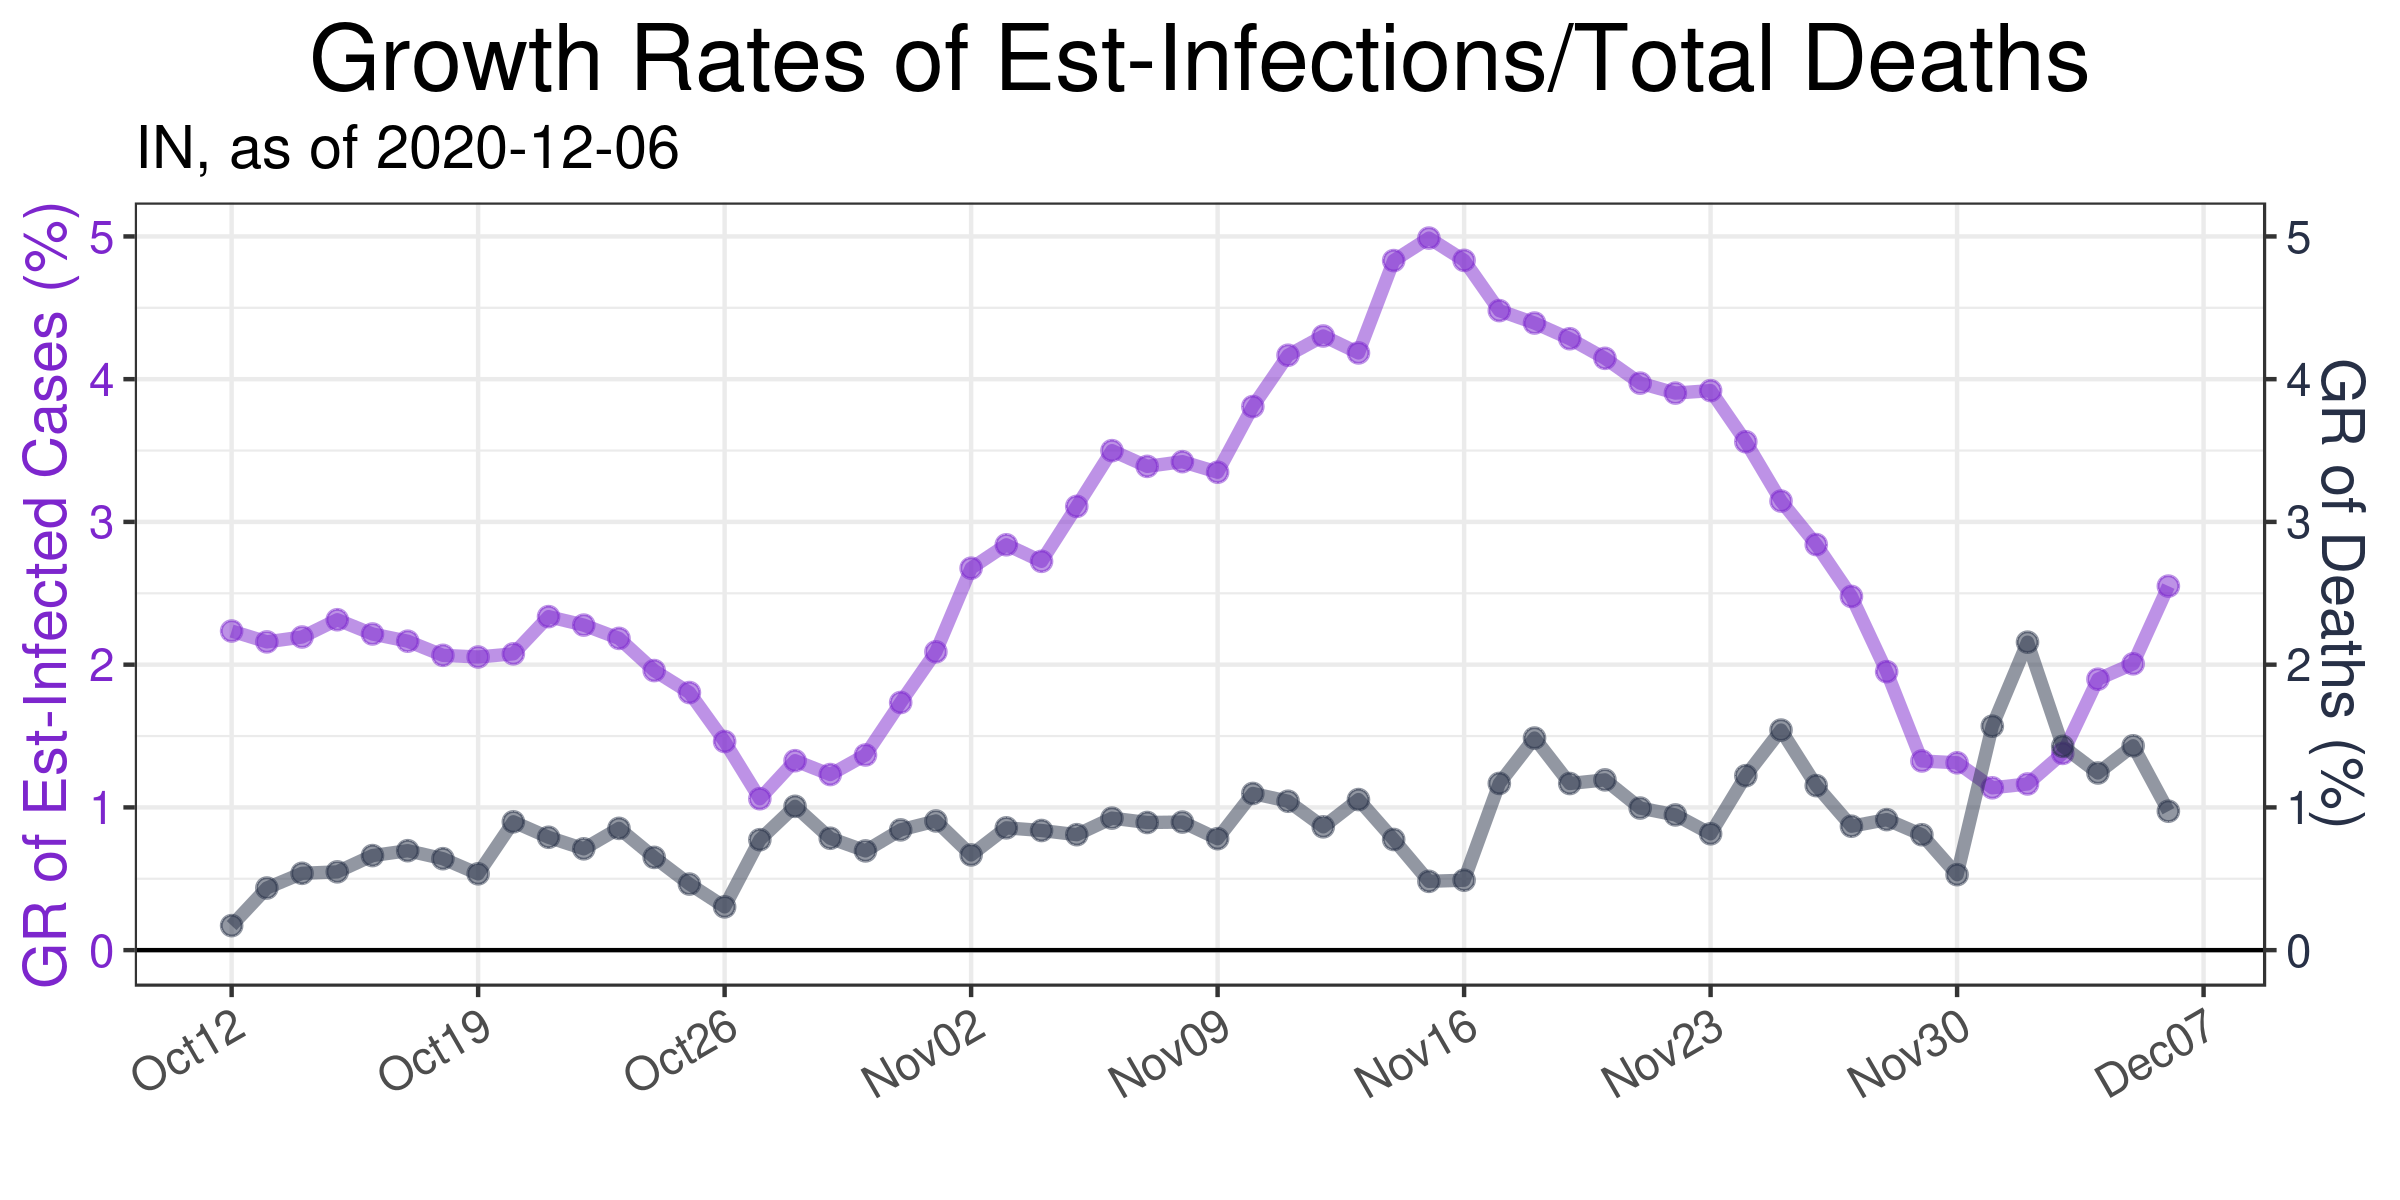 Growth Rates of Est-Infections/Total Deaths
IN, as of 2020-12-06
GR of Est-Infected Cases (%)
5
4
3
2
1
0
5
4
3
2
1
0
GR of Deaths (%)
Oct12
Oct19
Oct26
Nov02
Nov09
Nov16
Nov23
Nov30
Dec07